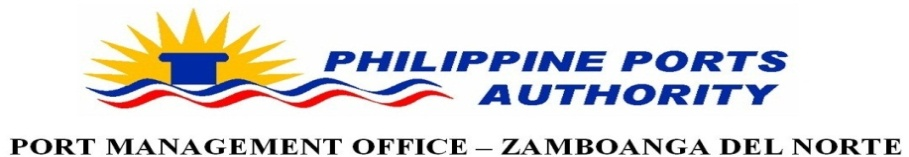 PHILIPPINE PORTS
AUTHORITY
PORT MANAGEMENT OFFICE – ZAMBOANGA DEL NORTE